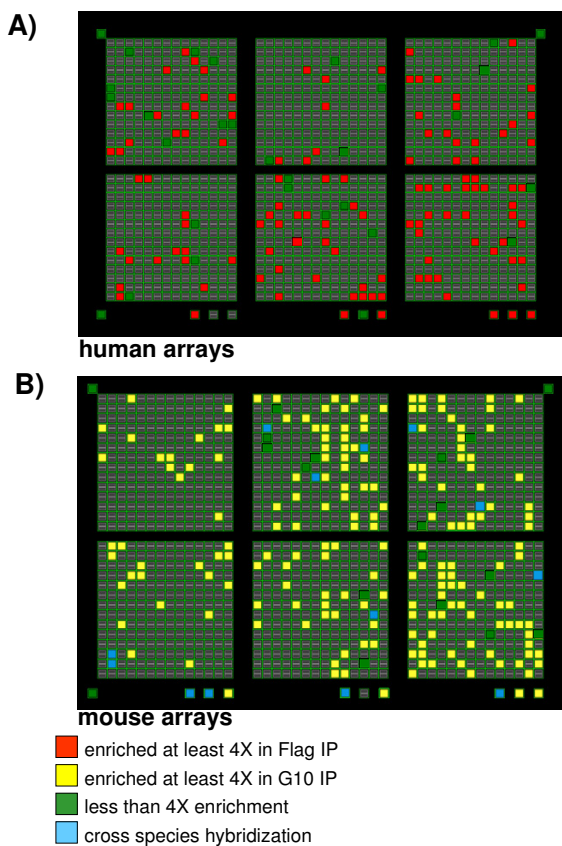 A)
human arrays
B)
mouse arrays
enriched at least 4X in Flag IP
enriched at least 4X in G10 IP
less than 4X enrichment
cross species hybridization